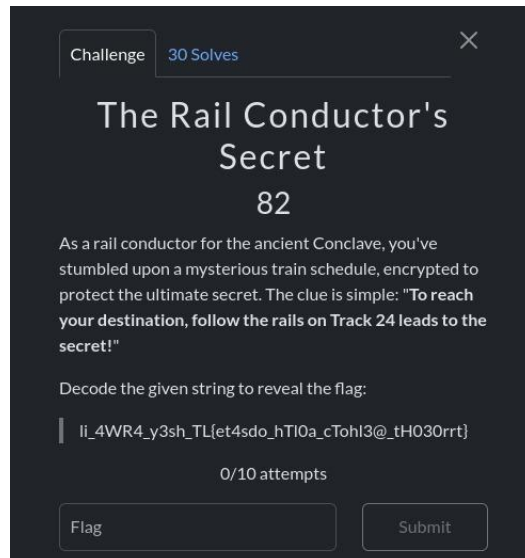 Challenge
30 Solves
The Rail Conductor's
Secret
82
As a rail conductor for the ancient Conclave, you've
stumbled upon a mysterious train schedule, encrypted to
protect the ultimate secret. The clue is simple: "To reach
your destination, follow the rails on Track 24 leads to the
secret!"
Decode the given string to reveal the flag:
li_4WR4_y3sh_TL{et4sdo_hTl0a_cTohl3@_tH030rrt}
0/10 attempts
Flag
Submit